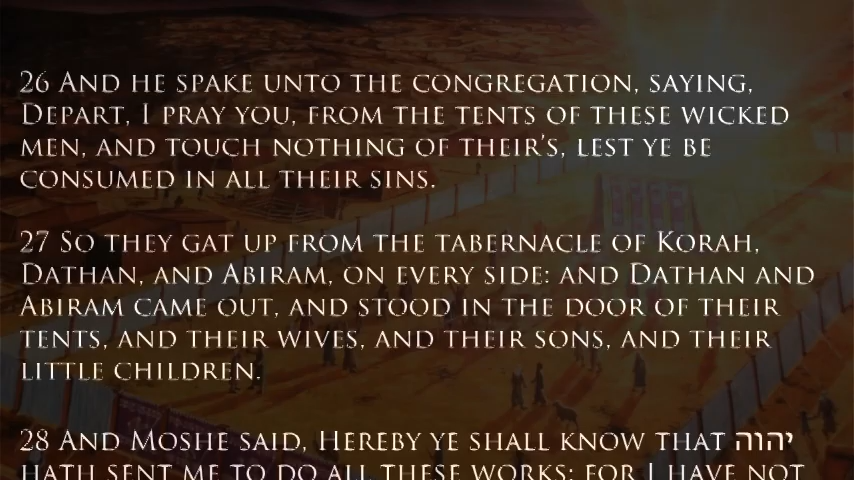 26 And he spake unto the congregation, saying,
Depart, I pray you, from the tents of these wicked
men, and touch nothing of their's, lest ye be
consumed in all their sins.
27 So they gat up from the tabernacle of Korah,
Dathan, and Abiram, on every side: and Dathan and
Abiram came out, and stood in the door of their
tents, and their wives, and their sons, and their
little children.
28 And Moshe said, Hereby ye shall know that יהוה
hath sent me to do all these works; for I have not